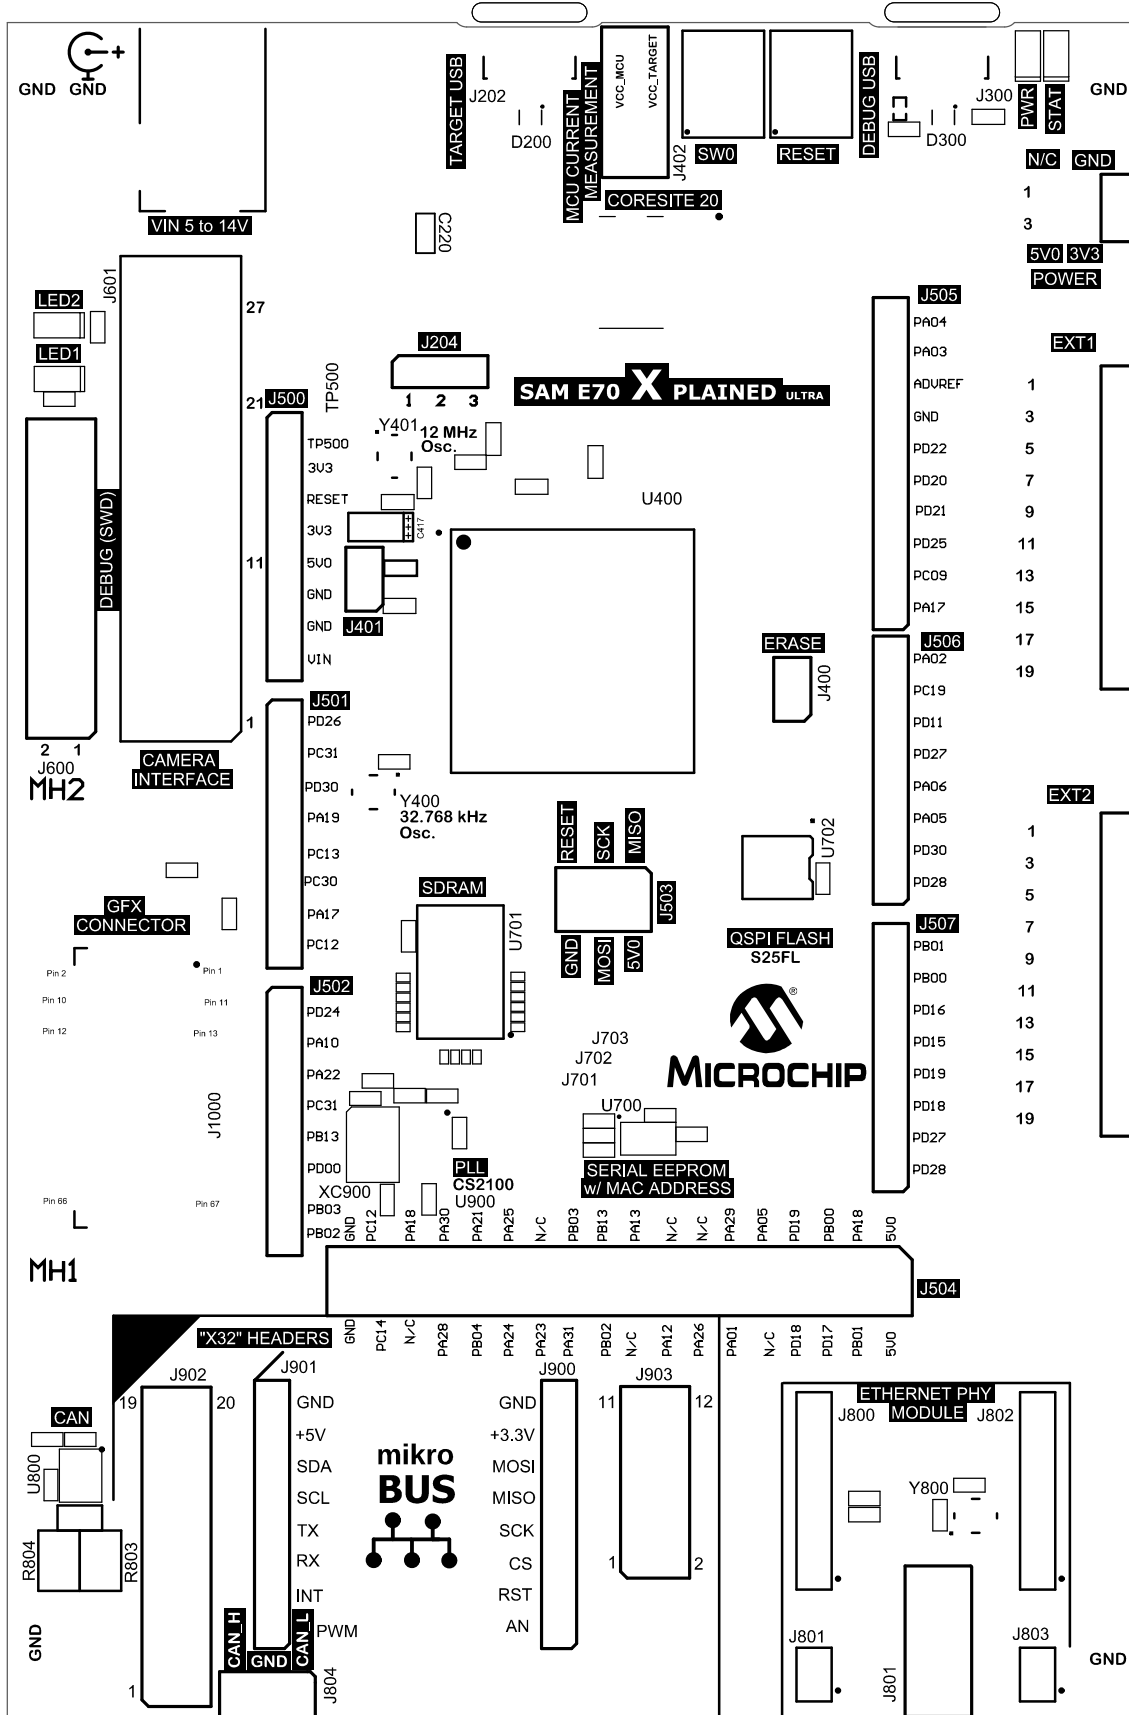 GND
GND
+
VIN 5 to 14V
TARGET USB
J202
D200
MCU CURRENT
MEASUREMENT
VCC_MCU
VCC_TARGET
J402
SW0
RESET
DEBUG USB
J300
D300
PWR
STAT
GND
N/C GND
1
3
5V0 3V3
POWER
CORESITE 20
C220
J601
27
21
11
1
LED2
LED1
DEBUG (SWD)
2 1
J600
MH2
CAMERA
INTERFACE
J204
1 2 3
SAM E70 X PLAINED ULTRA
TP500
J500
TP500
3V3
RESET
3V3
5V0
GND
GND
VIN
Y401
12 MHz
Osc.
C417
J401
U400
ERASE
J400
J505
PA04
PA03
ADVREF
GND
PD22
PD20
PD21
PD25
PC09
PA17
EXT1
1
3
5
7
9
11
13
15
17
19
J506
PA02
PC19
PD11
PD27
PA06
PA05
PD30
PD28
J501
PD26
PC31
PD30
PA19
PC13
PC30
PA17
PC12
Y400
32.768 kHz
Osc.
SDRAM
U701
RESET
SCK
MISO
J503
GND
MOSI
5V0
U702
QSPI FLASH
S25FL
EXT2
1
3
5
7
9
11
13
15
17
19
J507
PB01
PB00
PD16
PD15
PD19
PD18
PD27
PD28
GFX
CONNECTOR
Pin 2
Pin 1
Pin 10
Pin 11
Pin 12
Pin 13
J1000
Pin 66
Pin 67
MH1
J502
PD24
PA10
PA22
PC31
PB13
PD00
PB03
PB02
XC900
PLL
CS2100
U900
J703
J702
J701
U700
SERIAL EEPROM
w/ MAC ADDRESS
®
MICROCHIP
GND
PC12
PA18
PA30
PA21
PA25
N/C
PB03
PB13
PA13
N/C
N/C
PA29
PA05
PD19
PB00
PA18
5V0
J504
GND
PC14
N/C
PA28
PB04
PA24
PA23
PA31
PB02
N/C
PA12
PA26
PA01
N/C
PD18
PD17
PB01
5V0
"X32" HEADERS
J902
19
20
1
J901
GND
+5V
SDA
SCL
TX
RX
INT
PWM
mikro
BUS
J900
GND
+3.3V
MOSI
MISO
SCK
CS
RST
AN
J903
11
12
1
2
CAN
U800
R804
R803
GND
CAN_H
GND
CAN_L
J804
ETHERNET PHY
MODULE
J800
J802
Y800
J801
J801
J803
GND